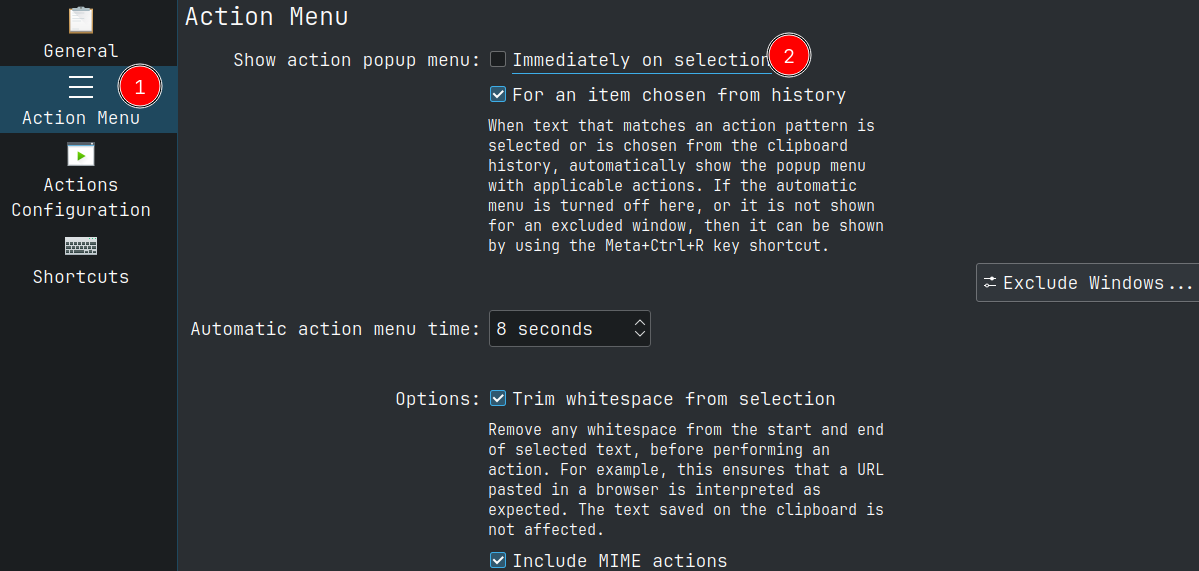 General
1
Action Menu
Actions
Configuration
Shortcuts
Action Menu
Show action popup menu: Immediately on selection
2
For an item chosen from history
When text that matches an action pattern is
selected or is chosen from the clipboard
history, automatically show the popup menu
with applicable actions. If the automatic
menu is turned off here, or it is not shown
for an excluded window, then it can be shown
by using the Meta+Ctrl+R key shortcut.
Exclude Windows...
Automatic action menu time: 8 seconds
Options: Trim whitespace from selection
Remove any whitespace from the start and end
of selected text, before performing an
action. For example, this ensures that a URL
pasted in a browser is interpreted as
expected. The text saved on the clipboard is
not affected.
Include MIME actions